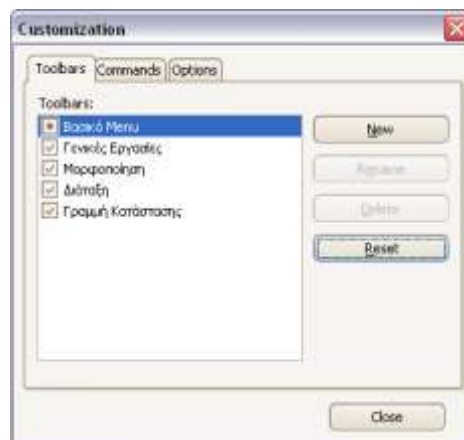 Customization
Toolbars Commands Options
Toolbars:
Βασικό Menu
Γενικές Εργασίες
Μορφοποίηση
Διάταξη
Γραμμή Κατάστασης
New
Rename
Delete
Reset
Close